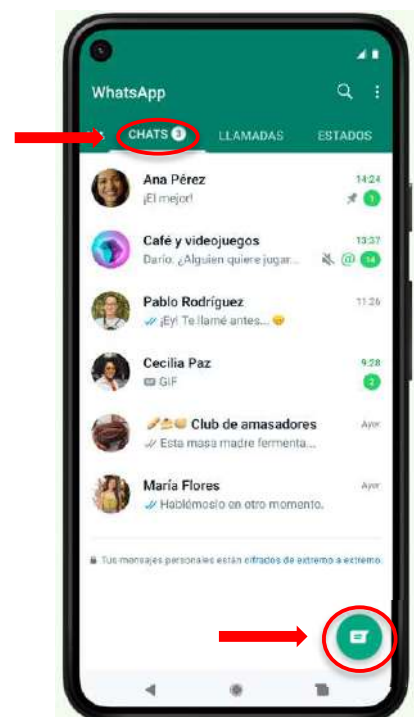 WhatsApp
CHATS 3 LLAMADAS ESTADOS
Ana Pérez 14:24
¡El mejor! 1
Café y videojuegos 13:37
Darío: ¿Alguien quiere jugar... @ 14
Pablo Rodríguez 11:26
¡Ey! Te llamé antes...
Cecilia Paz 9:28
GIF 2
Club de amasadores Ayer
Esta masa madre fermenta...
María Flores Ayer
Hablémoslo en otro momento.
Tus mensajes personales están cifrados de extremo a extremo.